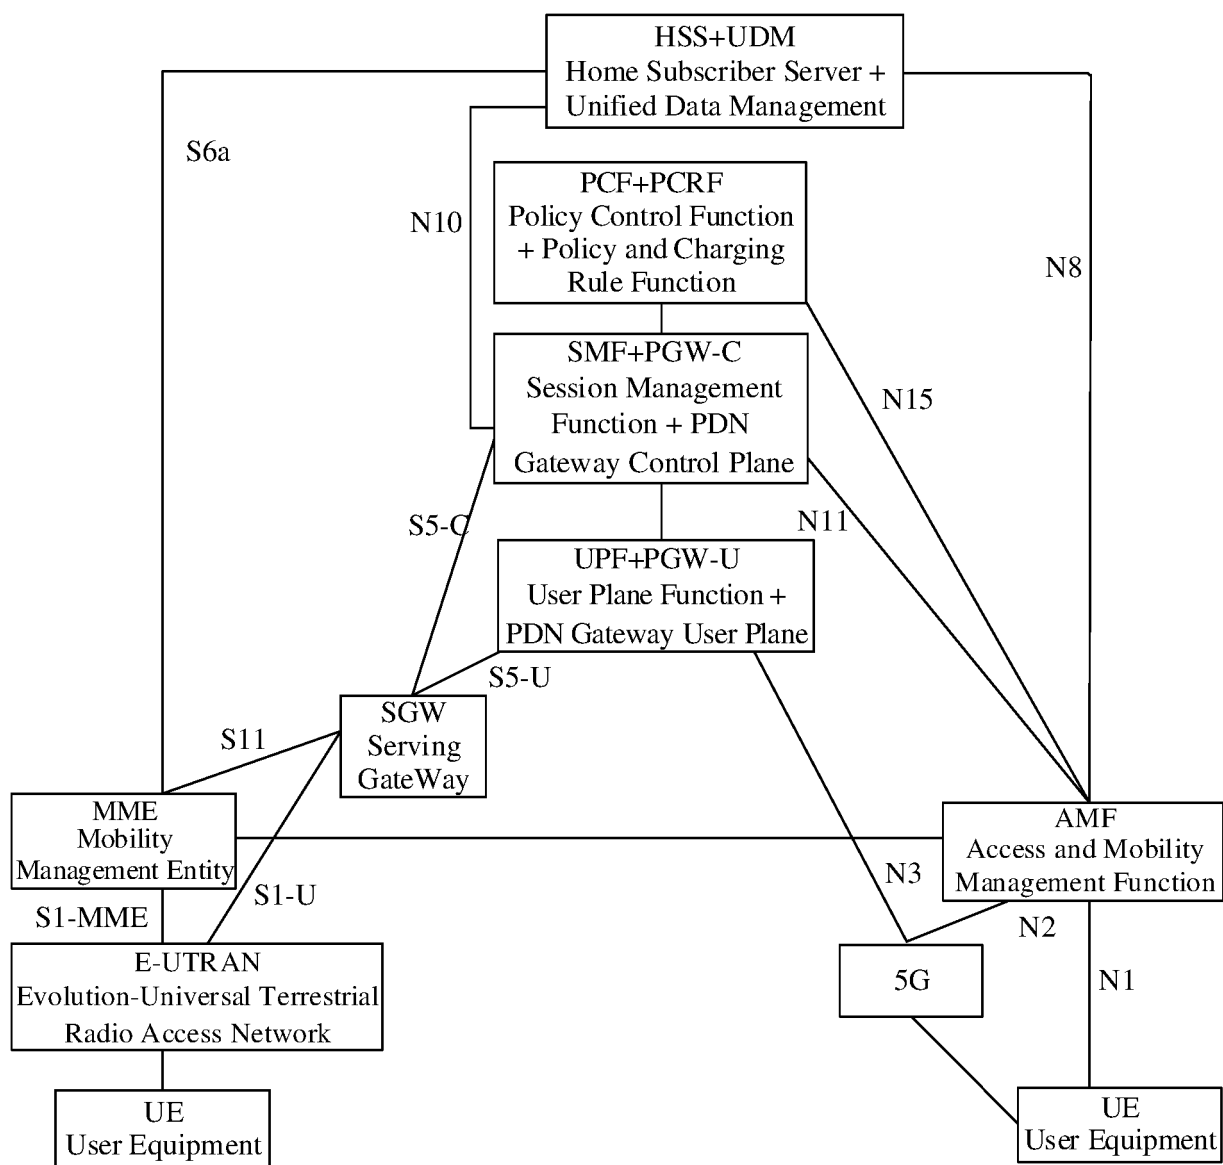 HSS+UDM
Home Subscriber Server +
Unified Data Management
S6a
PCF+PCRF
Policy Control Function
+ Policy and Charging
Rule Function
N10
N8
SMF+PGW-C
Session Management
Function + PDN
Gateway Control Plane
N15
S5-C
N11
UPF+PGW-U
User Plane Function +
PDN Gateway User Plane
S5-U
SGW
Serving
GateWay
S11
MME
Mobility
Management Entity
AMF
Access and Mobility
Management Function
S1-U
N3
S1-MME
N2
E-UTRAN
Evolution-Universal Terrestrial
Radio Access Network
5G
N1
UE
User Equipment
UE
User Equipment